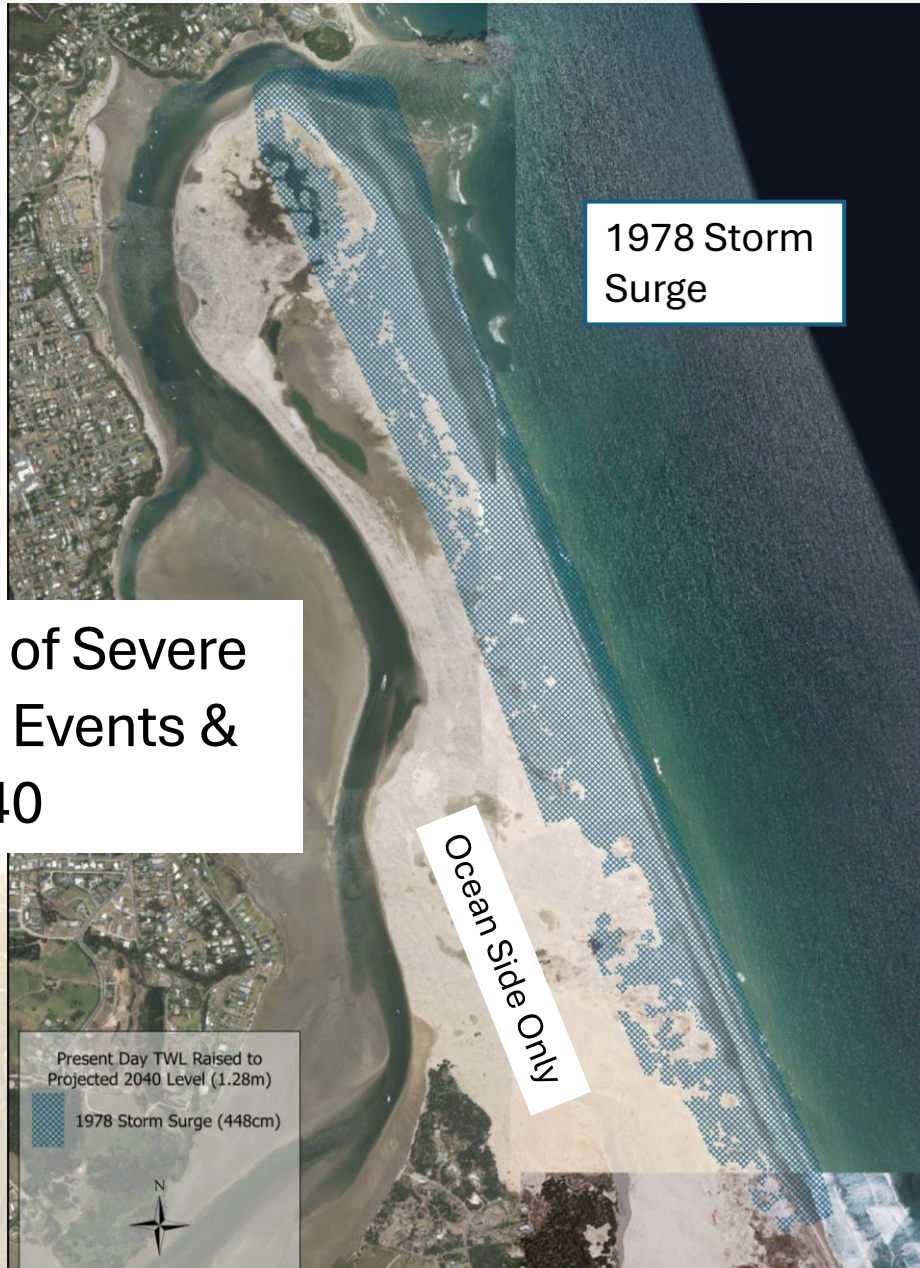 1978 Storm
Surge
of Severe
Events &
40
Ocean Side Only
Present Day TWL Raised to
Projected 2040 Level (1.28m)
1978 Storm Surge (448cm)
N